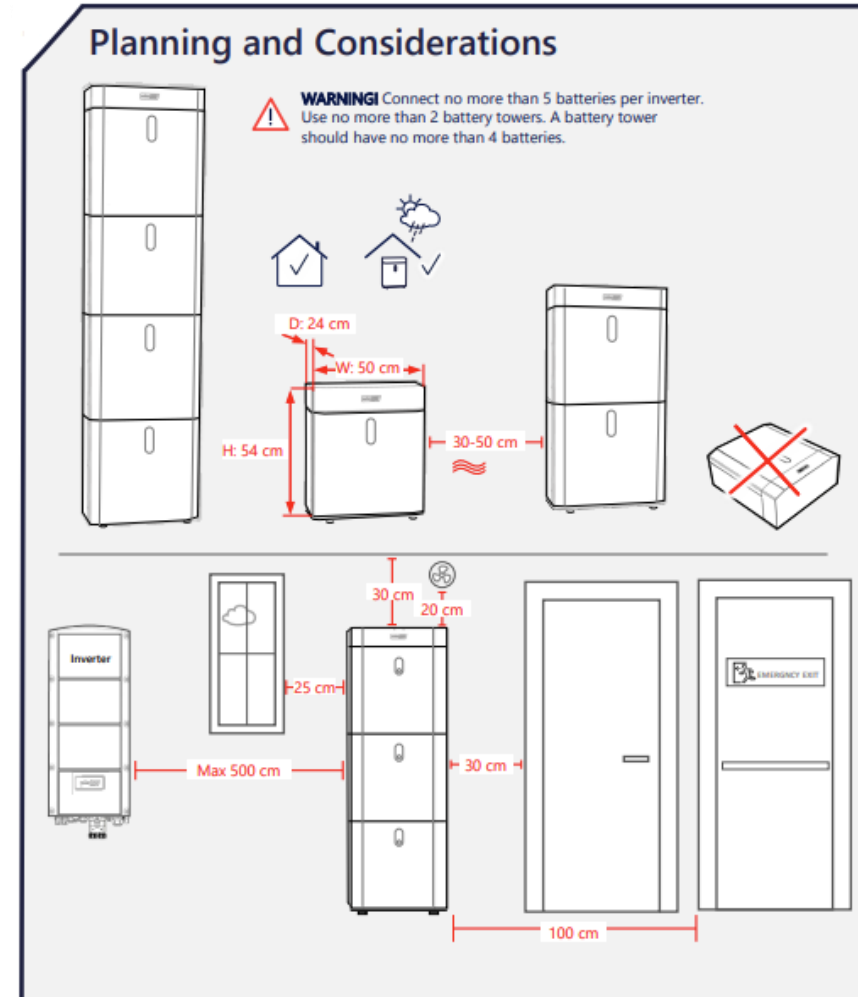 Planning and Considerations
WARNING! Connect no more than 5 batteries per inverter.
Use no more than 2 battery towers. A battery tower
should have no more than 4 batteries.
D: 24 cm
W: 50 cm
H: 54 cm
30-50 cm
30 cm
20 cm
Inverter
EMERGNCY EXIT
25 cm
Max 500 cm
30 cm
100 cm